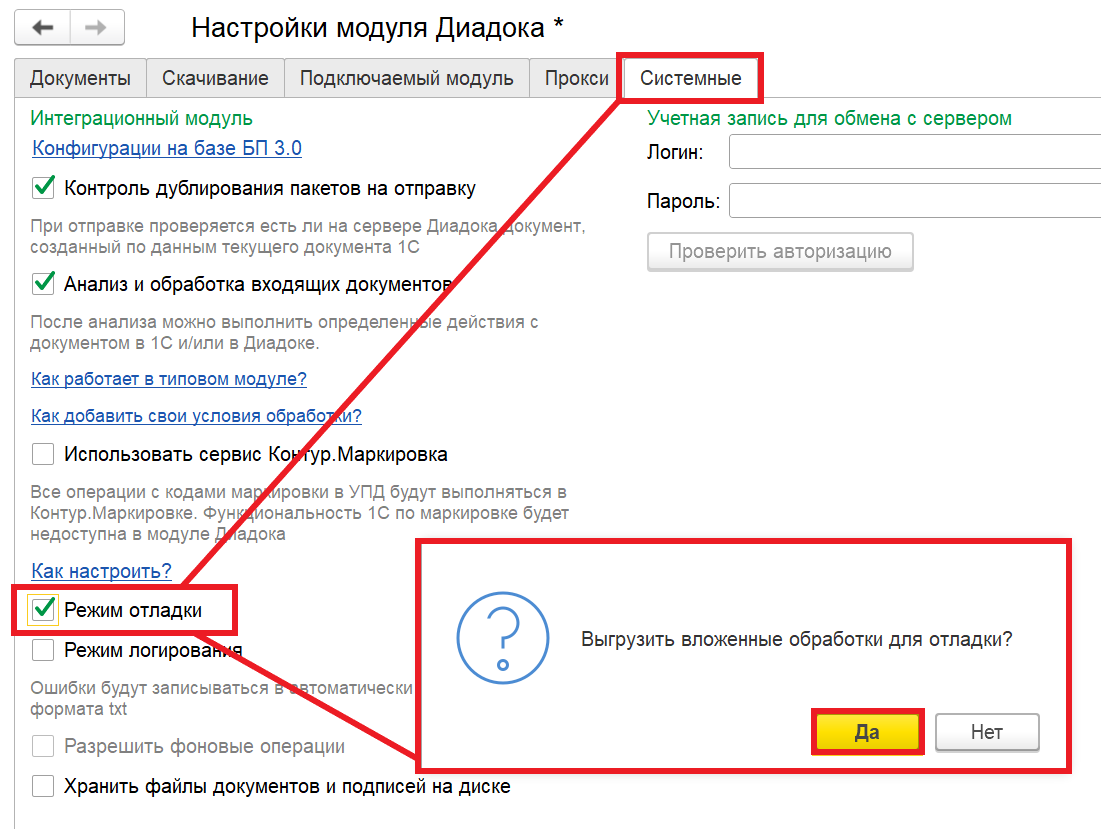 Настройки модуля Диадока *
Документы
Скачивание
Подключаемый модуль
Прокси
Системные
Интеграционный модуль
Конфигурации на базе БП 3.0
Контроль дублирования пакетов на отправку
При отправке проверяется есть ли на сервере Диадока документ,
созданный по данным текущего документа 1С
Анализ и обработка входящих документов
После анализа можно выполнить определенные действия с
документом в 1С и/или в Диадоке.
Как работает в типовом модуле?
Как добавить свои условия обработки?
Использовать сервис Контур.Маркировка
Все операции с кодами маркировки в УПД будут выполняться в
Контур.Маркировке. Функциональность 1С по маркировке будет
недоступна в модуле Диадока
Как настроить?
Режим отладки
Режим логирования
Ошибки будут записываться в автоматически
формата txt
Разрешить фоновые операции
Хранить файлы документов и подписей на диске
Учетная запись для обмена с сервером
Логин:
Пароль:
Проверить авторизацию
Выгрузить вложенные обработки для отладки?
Да
Нет